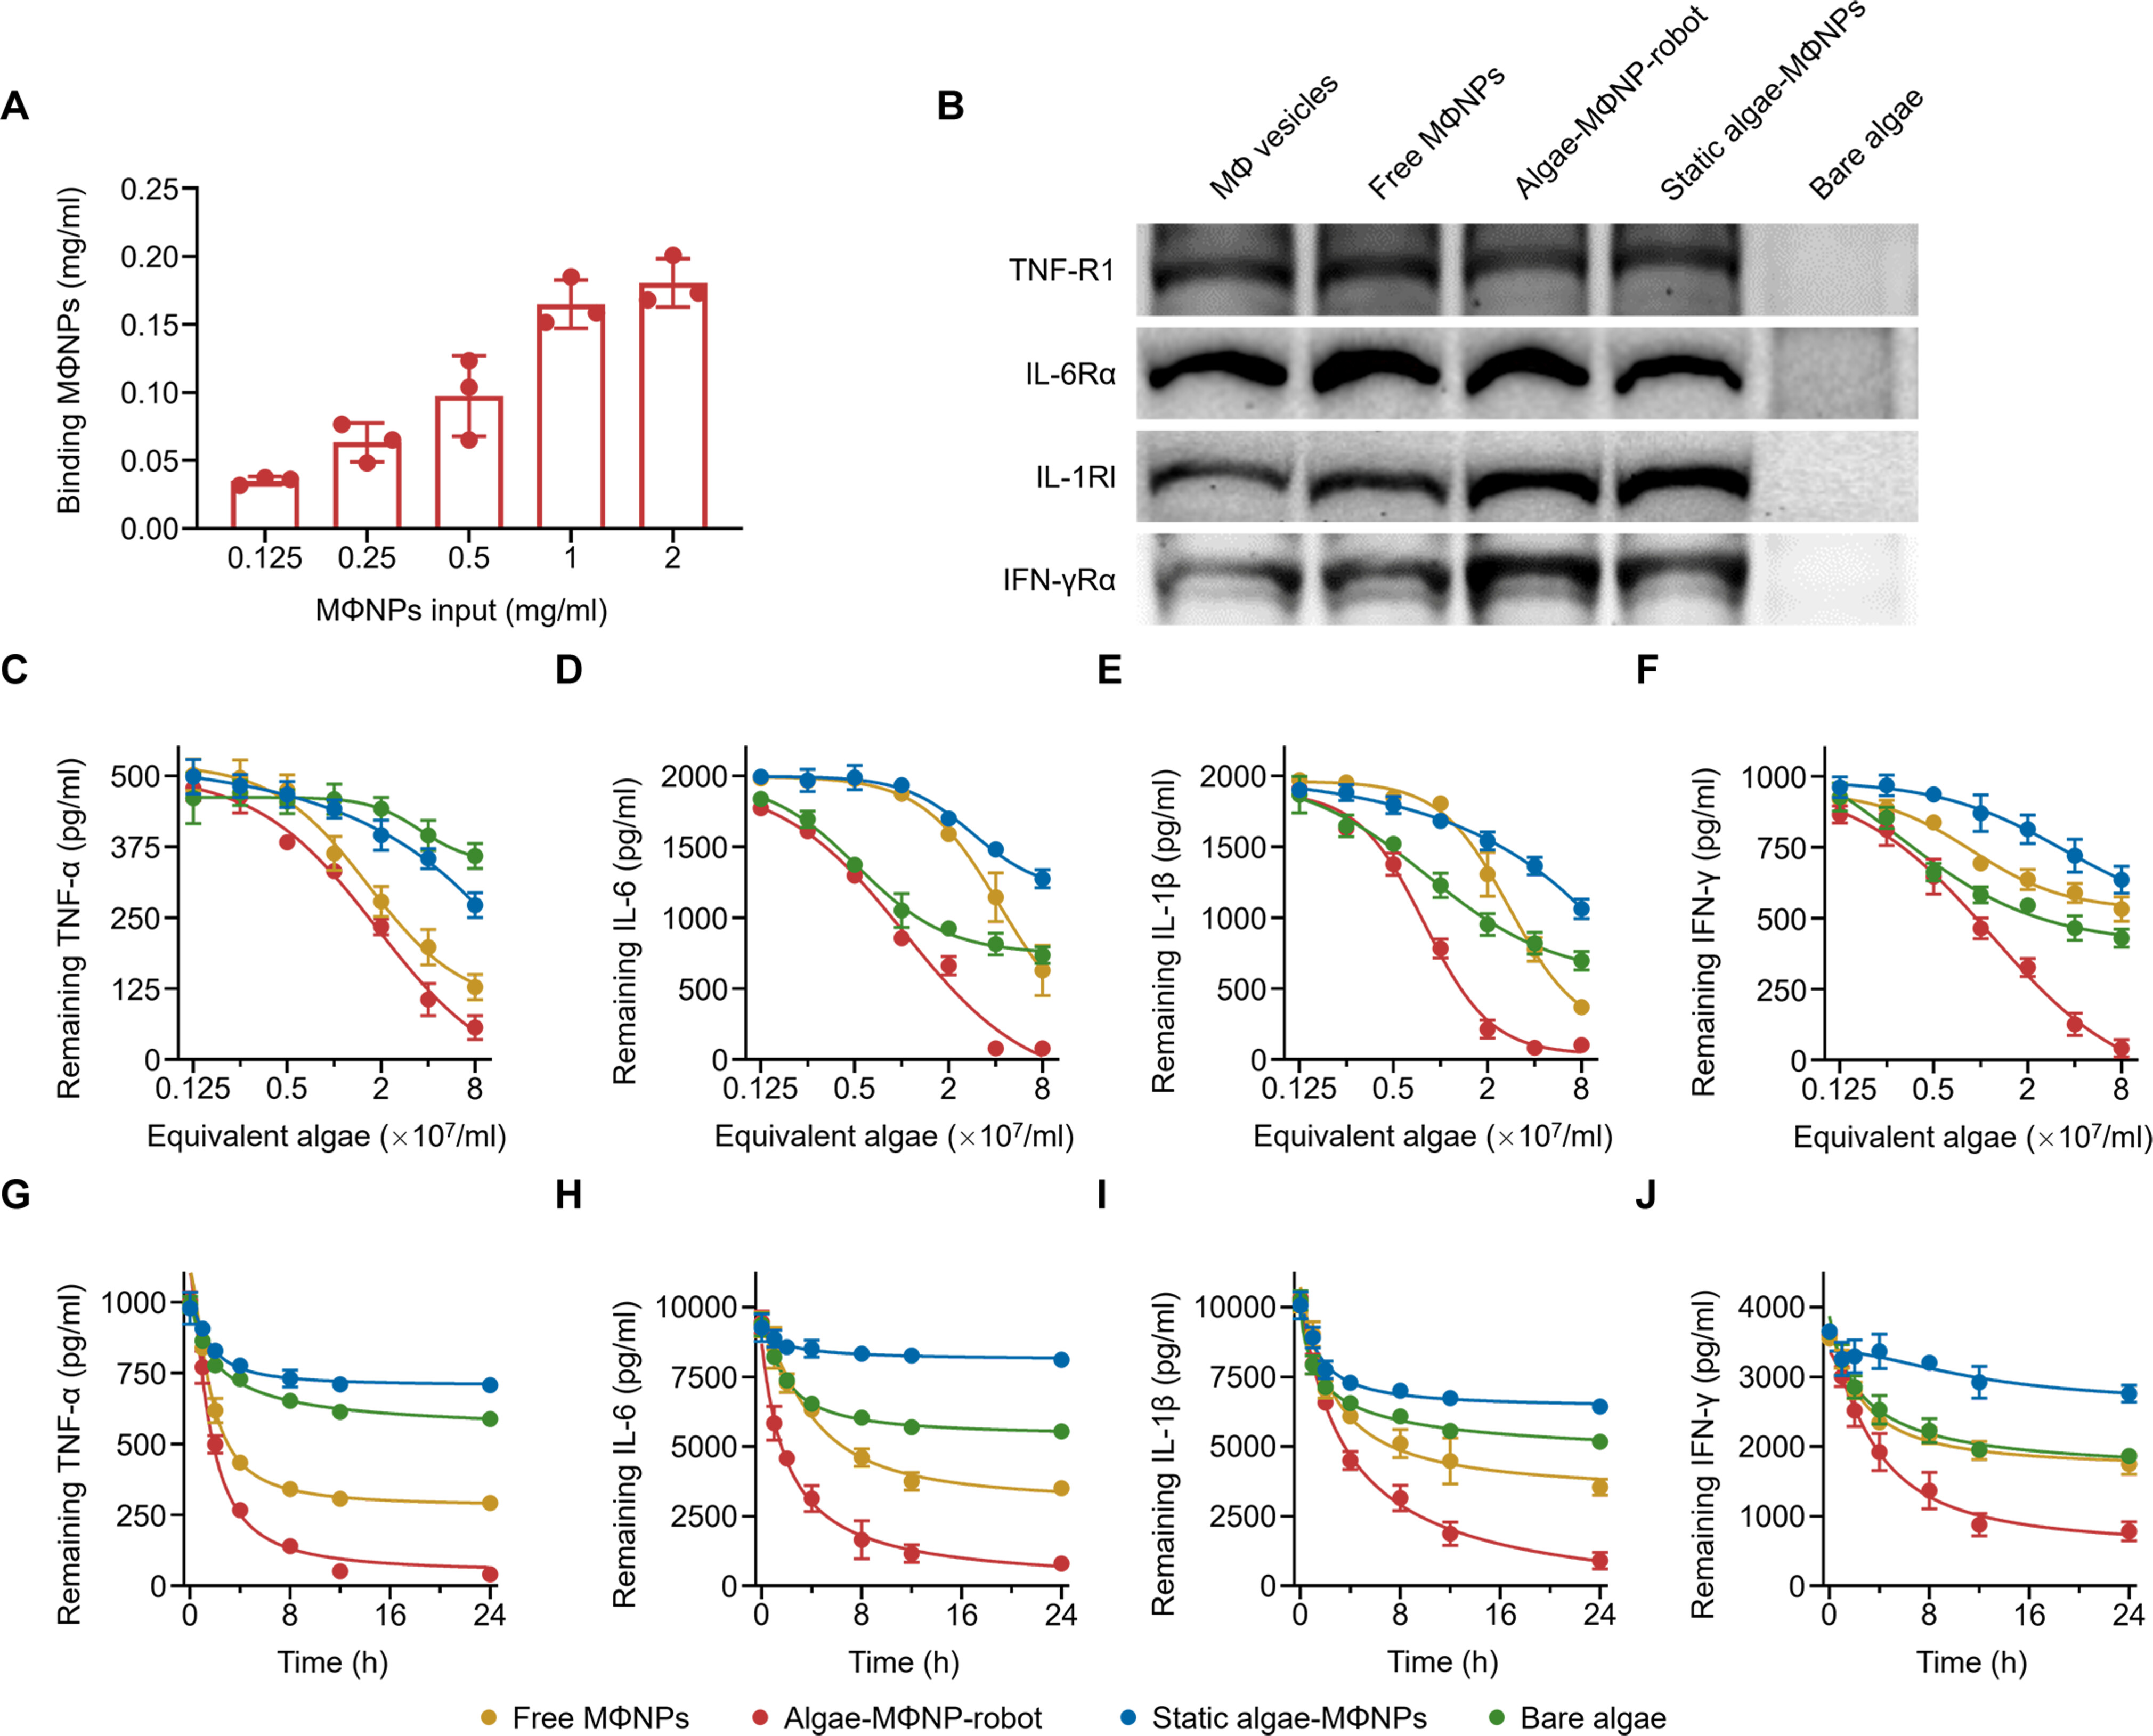 A
0.25
0.20
0.15
0.10
0.05
0.00
Binding MΦNPs (mg/ml)
0.125 0.25 0.5 1 2
MΦNPs input (mg/ml)
B
MΦ vesicles
Free MΦNPs
Algae-MΦNP-robot
Static algae-MΦNPs
Bare algae
TNF-R1
IL-6Rα
IL-1RI
IFN-γRα
C
Remaining TNF-α (pg/ml)
500
375
250
125
0
0.125 0.5 2 8
Equivalent algae (×10⁷/ml)
D
Remaining IL-6 (pg/ml)
2000
1500
1000
500
0
0.125 0.5 2 8
Equivalent algae (×10⁷/ml)
E
Remaining IL-1β (pg/ml)
2000
1500
1000
500
0
0.125 0.5 2 8
Equivalent algae (×10⁷/ml)
F
Remaining IFN-γ (pg/ml)
1000
750
500
250
0
0.125 0.5 2 8
Equivalent algae (×10⁷/ml)
G
Remaining TNF-α (pg/ml)
1000
750
500
250
0
0 8 16 24
Time (h)
H
Remaining IL-6 (pg/ml)
10000
7500
5000
2500
0
0 8 16 24
Time (h)
I
Remaining IL-1β (pg/ml)
10000
7500
5000
2500
0
0 8 16 24
Time (h)
J
Remaining IFN-γ (pg/ml)
4000
3000
2000
1000
0
0 8 16 24
Time (h)
Free MΦNPs Algae-MΦNP-robot Static algae-MΦNPs Bare algae